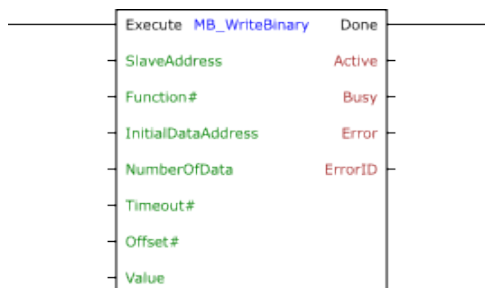 Execute MB_WriteBinary Done
SlaveAddress Active
Function# Busy
InitialDataAddress Error
NumberOfData ErrorID
Timeout#
Offset#
Value